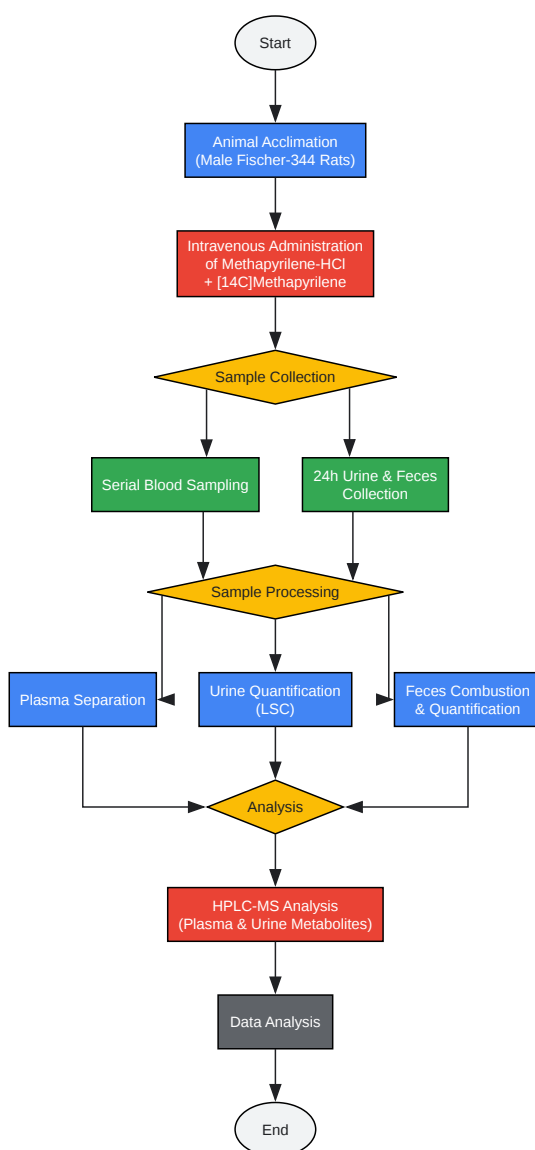 Start
Animal Acclimation
(Male Fischer-344 Rats)
Intravenous Administration
of Methapyrilene-HCl
+ [14C]Methapyrilene
Sample Collection
Serial Blood Sampling
24h Urine & Feces
Collection
Sample Processing
Plasma Separation
Urine Quantification
(LSC)
Feces Combustion
& Quantification
Analysis
HPLC-MS Analysis
(Plasma & Urine Metabolites)
Data Analysis
End